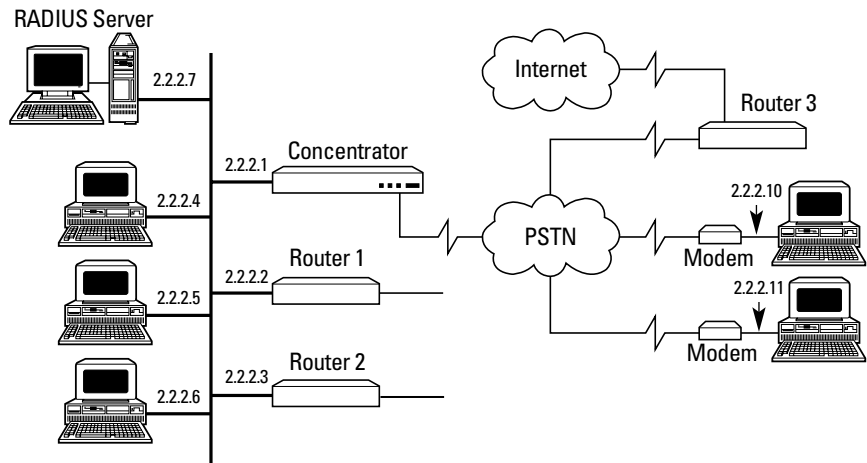 RADIUS Server
2.2.2.7
Internet
Router 3
2.2.2.1
Concentrator
2.2.2.4
2.2.2.10
PSTN
Modem
Router 1
2.2.2.2
2.2.2.5
2.2.2.11
Modem
Router 2
2.2.2.3
2.2.2.6